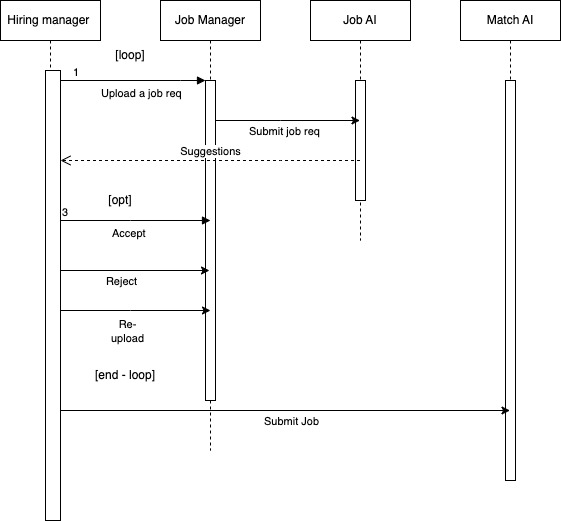 Hiring manager
Job Manager
Job AI
Match AI
[loop]
1
Upload a job req
Submit job req
Suggestions
[opt]
3
Accept
Reject
Re-
upload
[end - loop]
Submit Job